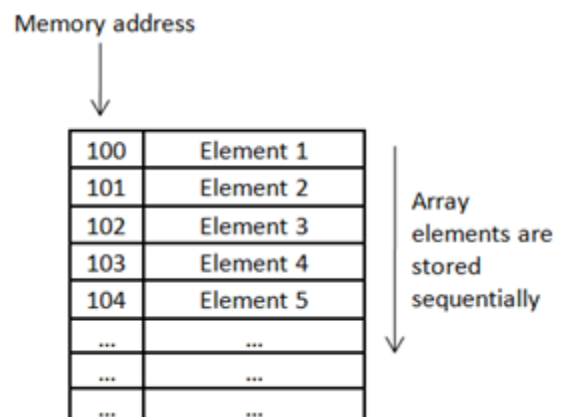 Memory address
100 Element 1
101 Element 2
102 Element 3
103 Element 4
104 Element 5
... ...
... ...
... ...
Array
elements are
stored
sequentially